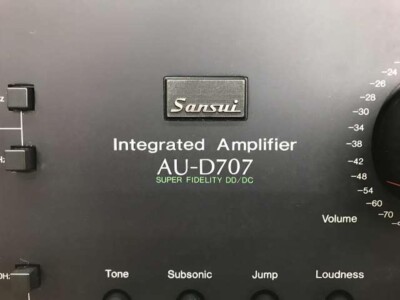 Sansui
Integrated Amplifier
AU-D707
SUPER FIDELITY DD/DC
-24
-26
-28
-30
-34
-38
-42
-48
-54
-60
-70
Volume
z
H:
OH:
Tone Subsonic Jump Loudness